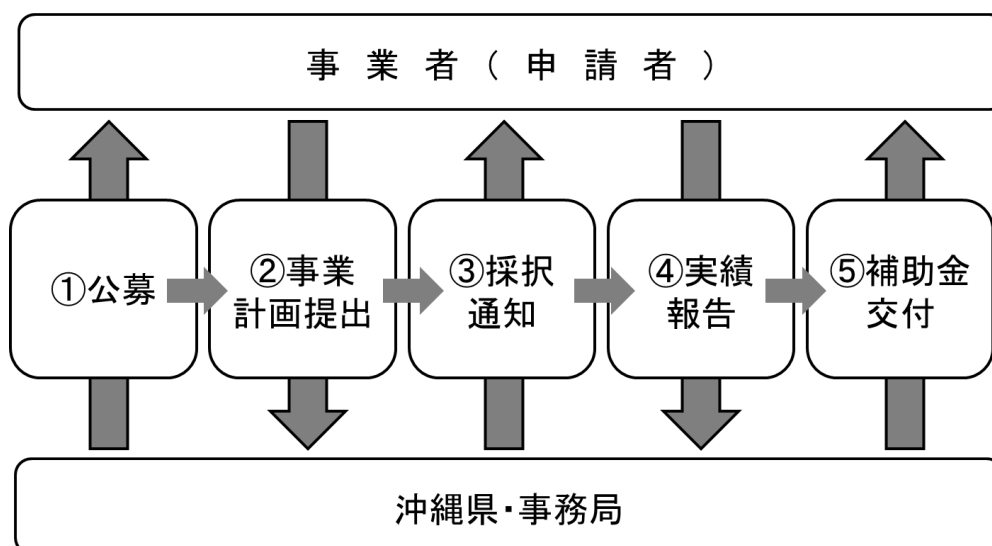 事業者(申請者)
①公募
②事業
計画提出
③採択
通知
④実績
報告
⑤補助金
交付
沖縄県・事務局